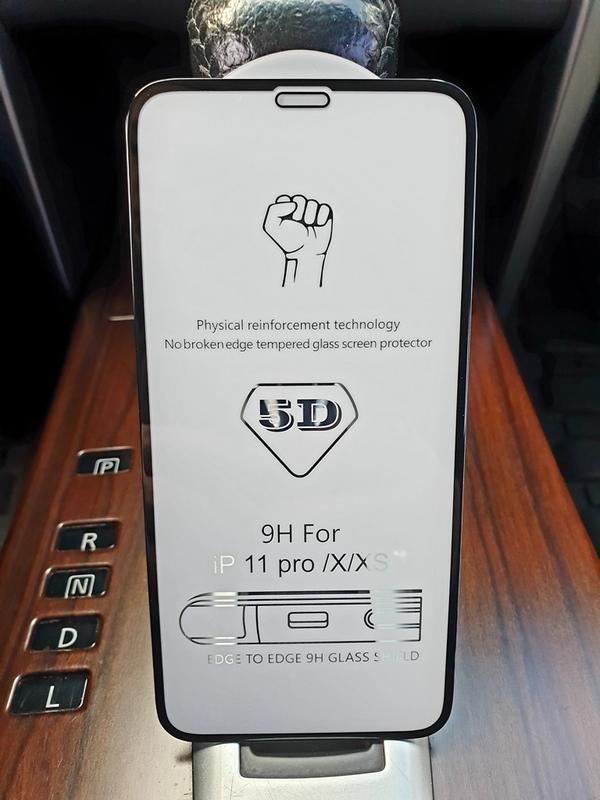 Physical reinforcement technology
No broken edge tempered glass screen protector
5D
9H For
iP 11 pro /X/XS
EDGE TO EDGE 9H GLASS SHIELD
P
R
N
D
L